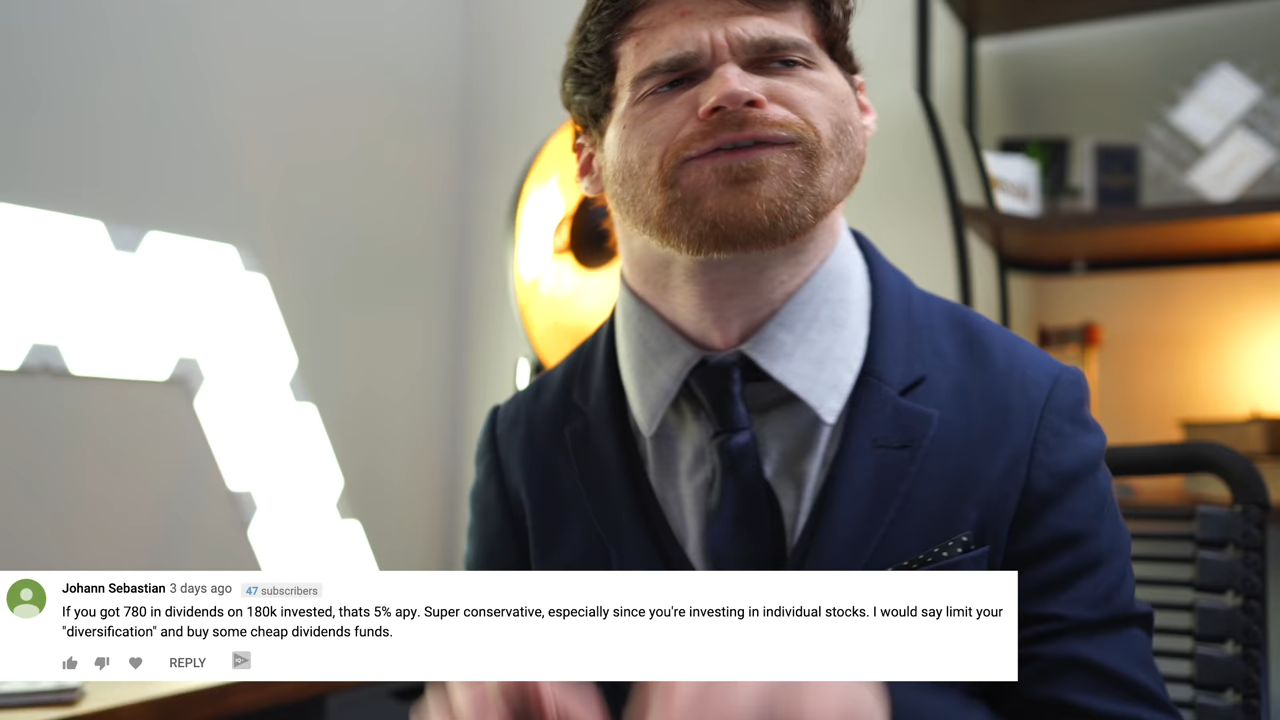 Johann Sebastian 3 days ago 47 subscribers
If you got 780 in dividends on 180k invested, thats 5% apy. Super conservative, especially since you're investing in individual stocks. I would say limit your
"diversification" and buy some cheap dividends funds.
REPLY